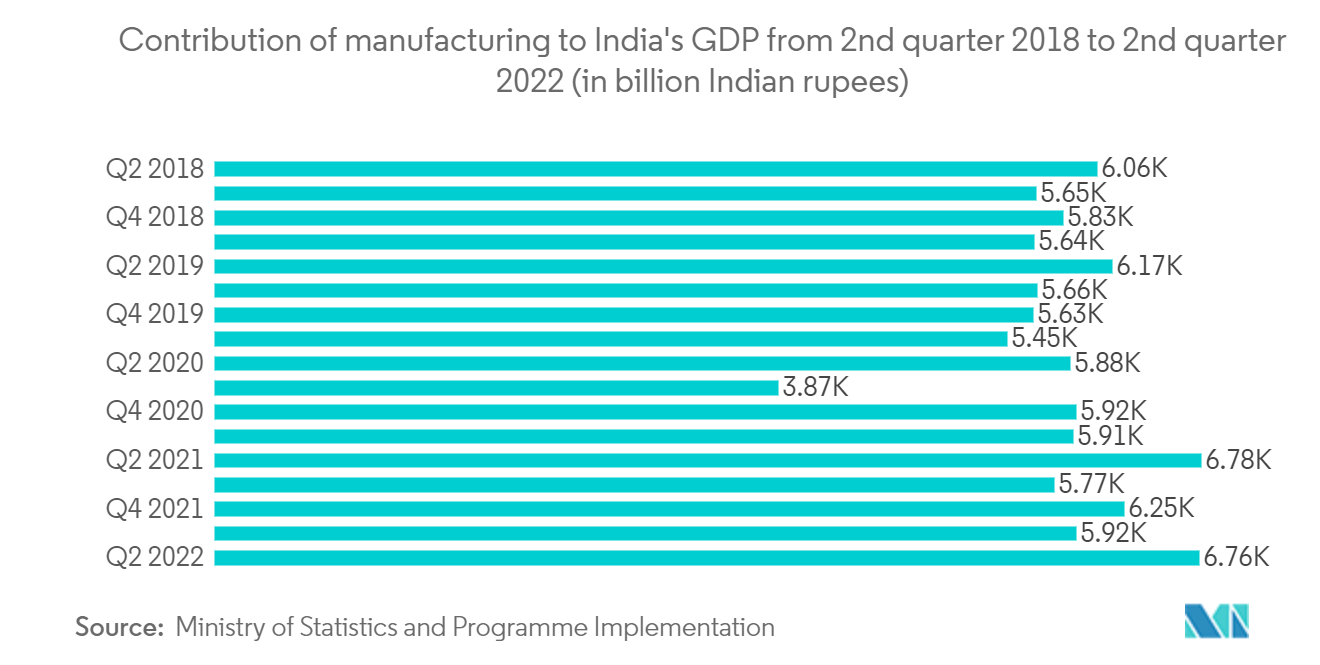 Contribution of manufacturing to India's GDP from 2nd quarter 2018 to 2nd quarter
2022 (in billion Indian rupees)
Q2 2018 6.06K
5.65K
Q4 2018 5.83K
5.64K
Q2 2019 6.17K
5.66K
Q4 2019 5.63K
5.45K
Q2 2020 5.88K
3.87K
Q4 2020 5.92K
5.91K
Q2 2021 6.78K
5.77K
Q4 2021 6.25K
5.92K
Q2 2022 6.76K
Source: Ministry of Statistics and Programme Implementation